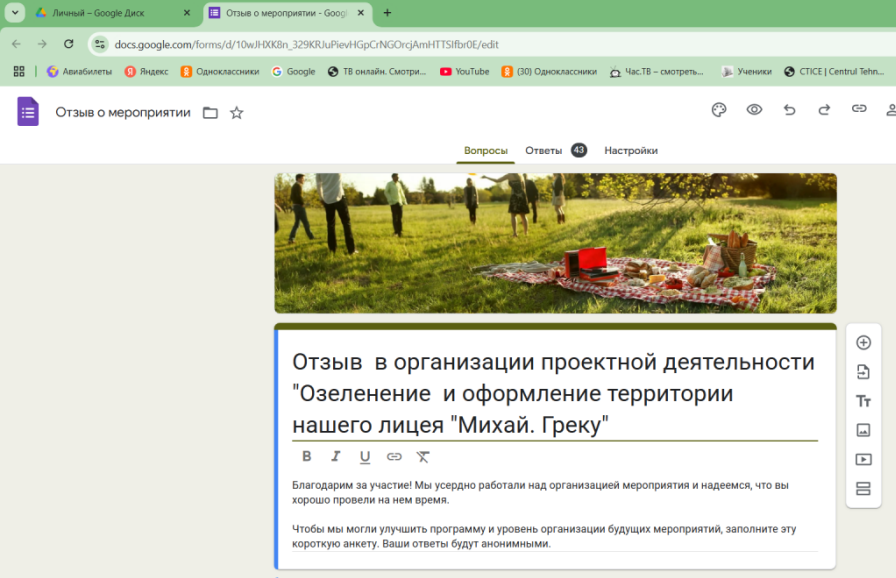 Личный – Google Диск
Отзыв о мероприятии - Googl
docs.google.com/forms/d/10wJHXK8n_329KRJuPievHGpCrNGOrcjAmHTTSIfbr0E/edit
Авиабилеты Яндекс Одноклассники Google ТВ онлайн. Смотри... YouTube (30) Одноклассники Час.ТВ – смотреть... Ученики CTICE | Centrul Tehn...
Отзыв о мероприятии
Вопросы Ответы 43 Настройки
Отзыв в организации проектной деятельности
"Озеленение и оформление территории
нашего лицея "Михай. Греку"
B I U
Благодарим за участие! Мы усердно работали над организацией мероприятия и надеемся, что вы
хорошо провели на нем время.
Чтобы мы могли улучшить программу и уровень организации будущих мероприятий, заполните эту
короткую анкету. Ваши ответы будут анонимными.
Тт